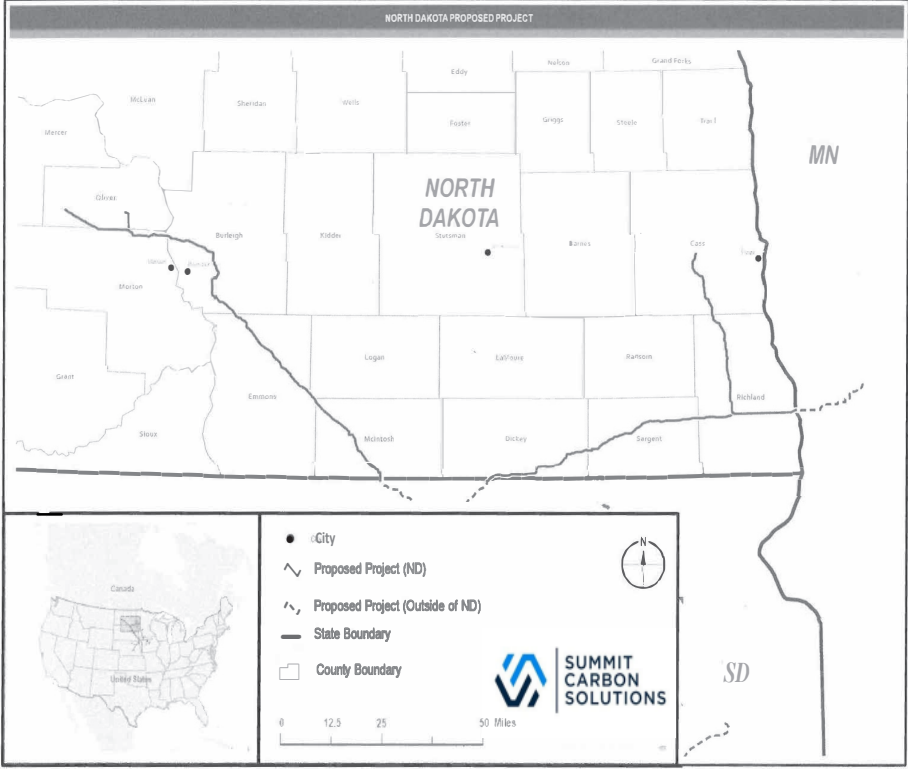 NORTH DAKOTA PROPOSED PROJECT
Eddy
Nelson
Grand Forks
McLean
Sheridan
Wells
Foster
Griggs
Steele
Traill
Mercer
MN
NORTH
DAKOTA
Oliver
Burleigh
Kidder
Stutsman
Barnes
Cass
Fargo
Morton
Logan
LaMoure
Ransom
Grant
Emmons
Richland
Sioux
McIntosh
Dickey
Sargent
City
Proposed Project (ND)
Proposed Project (Outside of ND)
State Boundary
County Boundary
N
0 12.5 25 50 Miles
SUMMIT
CARBON
SOLUTIONS
Canada
United States
SD